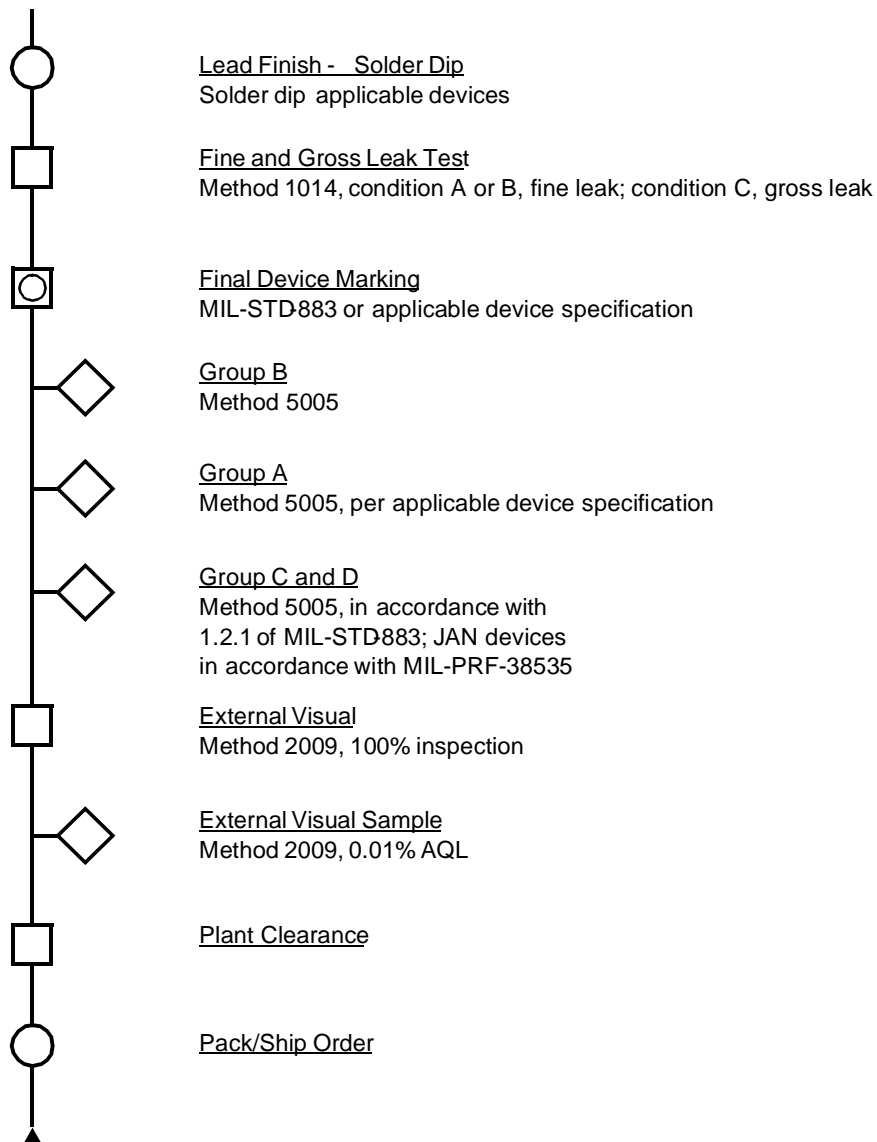 Lead Finish - Solder Dip
Solder dip applicable devices
Fine and Gross Leak Test
Method 1014, condition A or B, fine leak; condition C, gross leak
Final Device Marking
MIL-STD-883 or applicable device specification
Group B
Method 5005
Group A
Method 5005, per applicable device specification
Group C and D
Method 5005, in accordance with
1.2.1 of MIL-STD-883; JAN devices
in accordance with MIL-PRF-38535
External Visual
Method 2009, 100% inspection
External Visual Sample
Method 2009, 0.01% AQL
Plant Clearance
Pack/Ship Order